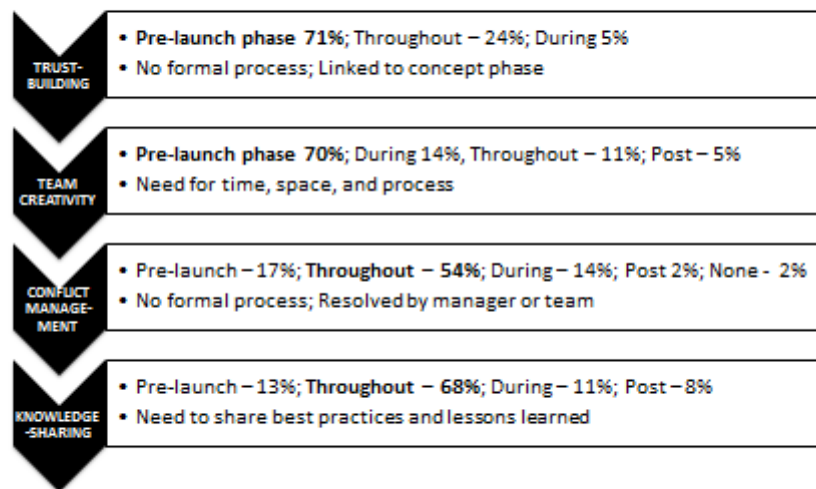 TRUST-
BUILDING
• Pre-launch phase 71%; Throughout – 24%; During 5%
• No formal process; Linked to concept phase
TEAM
CREATIVITY
• Pre-launch phase 70%; During 14%, Throughout – 11%; Post – 5%
• Need for time, space, and process
CONFLICT
MANAGE-
MENT
• Pre-launch – 17%; Throughout – 54%; During – 14%; Post 2%; None - 2%
• No formal process; Resolved by manager or team
KNOWLEDGE
-SHARING
• Pre-launch – 13%; Throughout – 68%; During – 11%; Post – 8%
• Need to share best practices and lessons learned